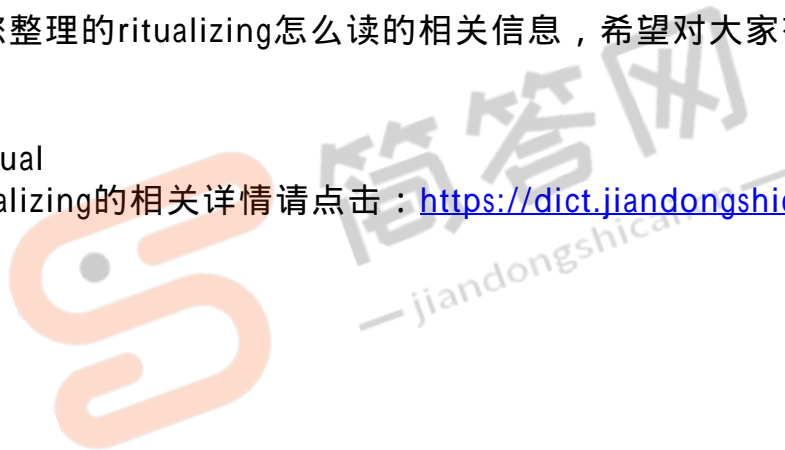 整理的ritualizing怎么读的相关信息，希望对大家
ual
alizing的相关详情请点击：https://dict.jiandongshic
简答网
jiandongshican